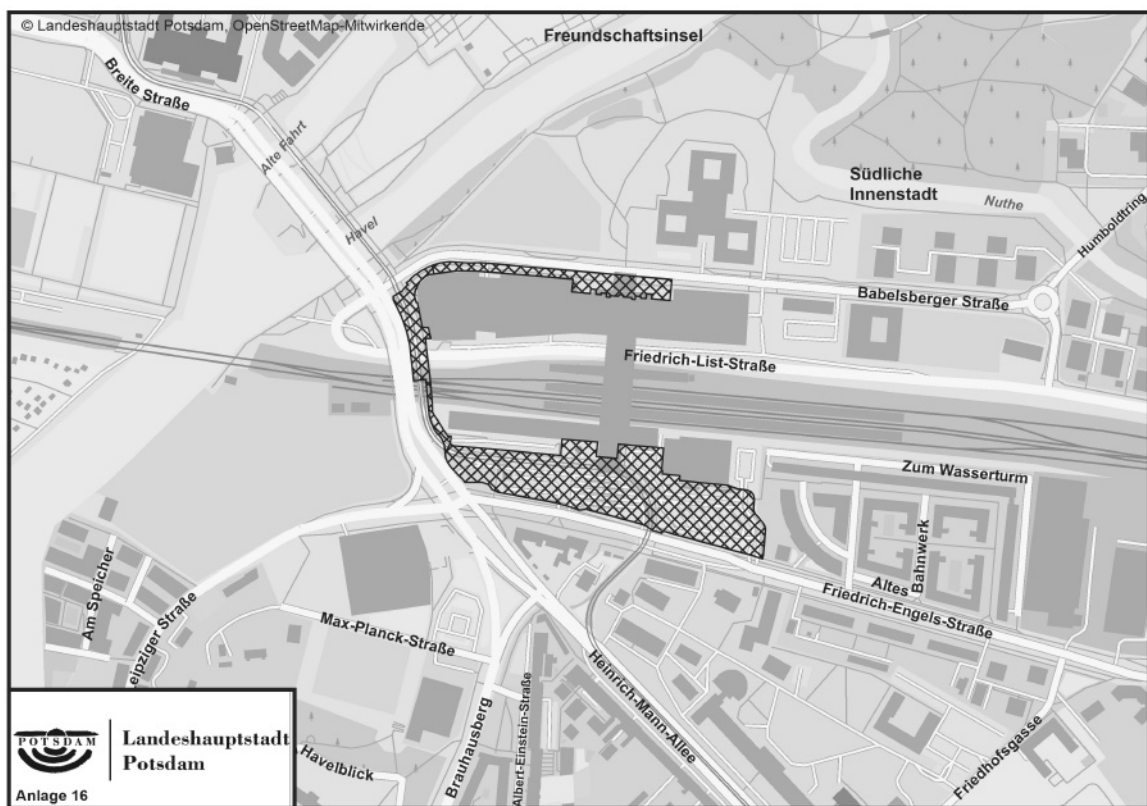 © Landeshauptstadt Potsdam, OpenStreetMap-Mitwirkende
Freundschaftsinsel
Breite Straße
Alte Fahrt
Havel
Südliche
Innenstadt
Nuthe
Humboldtring
Babelsberger Straße
Friedrich-List-Straße
Zum Wasserturm
Am Speicher
Leipziger Straße
Max-Planck-Straße
Altes
Bahnwerk
Friedrich-Engels-Straße
Heinrich-Mann-Allee
Albert-Einstein-Straße
Brauhausberg
Havelblick
Friedhofsgasse
POTSDAM
Landeshauptstadt
Potsdam
Anlage 16